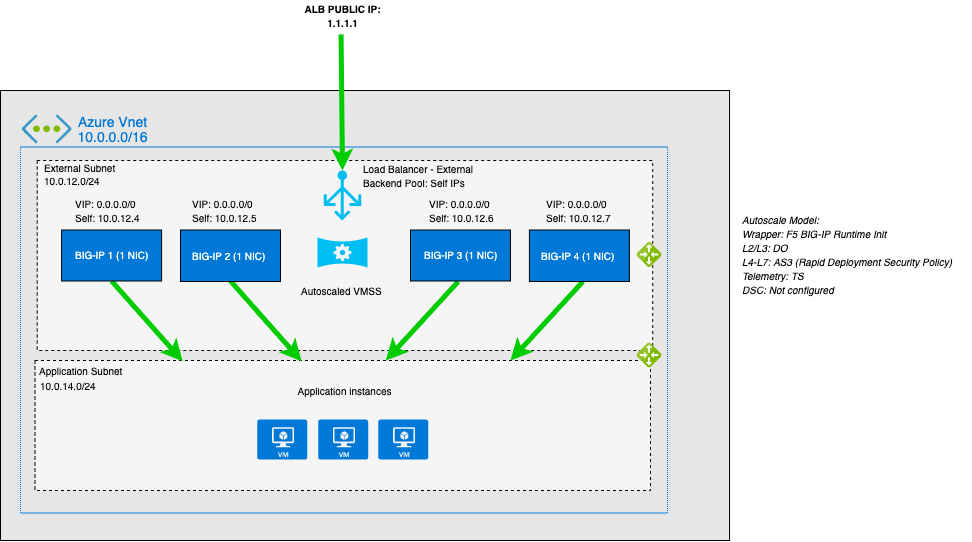 ALB PUBLIC IP:
1.1.1.1
Azure Vnet
10.0.0.0/16
External Subnet
10.0.12.0/24
Load Balancer - External
Backend Pool: Self IPs
VIP: 0.0.0.0/0
Self: 10.0.12.4
VIP: 0.0.0.0/0
Self: 10.0.12.5
VIP: 0.0.0.0/0
Self: 10.0.12.6
VIP: 0.0.0.0/0
Self: 10.0.12.7
BIG-IP 1 (1 NIC)
BIG-IP 2 (1 NIC)
BIG-IP 3 (1 NIC)
BIG-IP 4 (1 NIC)
Autoscaled VMSS
Autoscale Model:
Wrapper: F5 BIG-IP Runtime Init
L2/L3: DO
L4-L7: AS3 (Rapid Deployment Security Policy)
Telemetry: TS
DSC: Not configured
Application Subnet
10.0.14.0/24
Application instances
VM
VM
VM